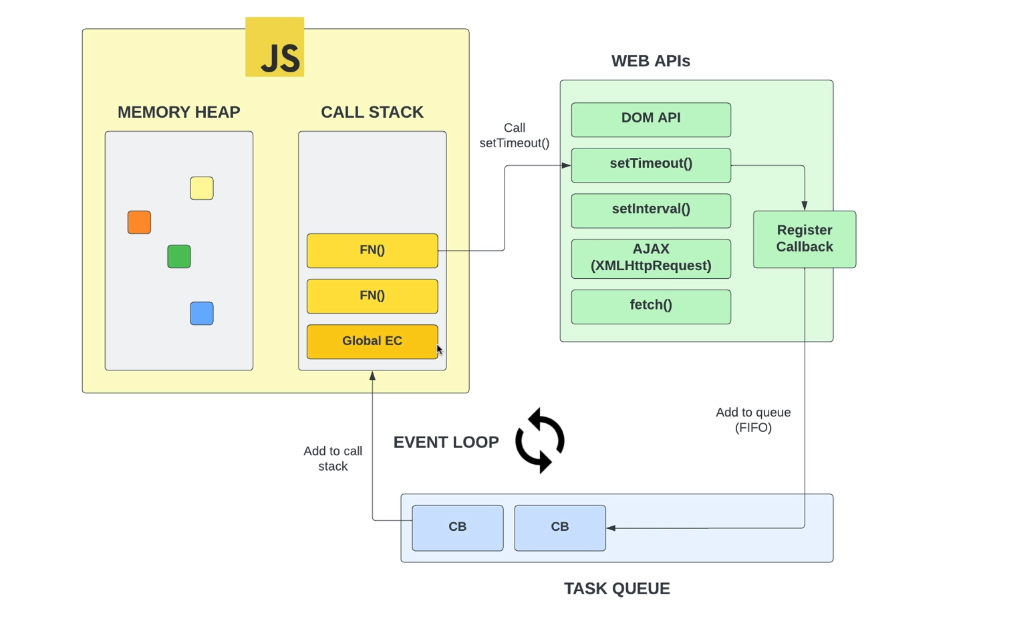 JS
MEMORY HEAP
CALL STACK
FN()
FN()
Global EC
Call
setTimeout()
WEB APIs
DOM API
setTimeout()
setInterval()
AJAX
(XMLHttpRequest)
fetch()
Register
Callback
Add to queue
(FIFO)
Add to call
stack
EVENT LOOP
CB
CB
TASK QUEUE